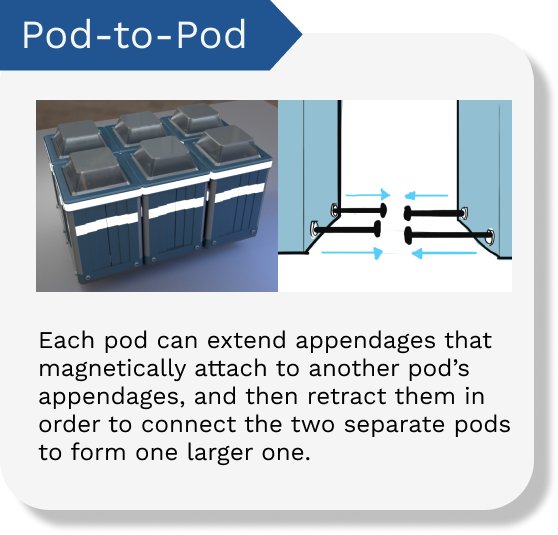 Pod-to-Pod
Each pod can extend appendages that
magnetically attach to another pod’s
appendages, and then retract them in
order to connect the two separate pods
to form one larger one.